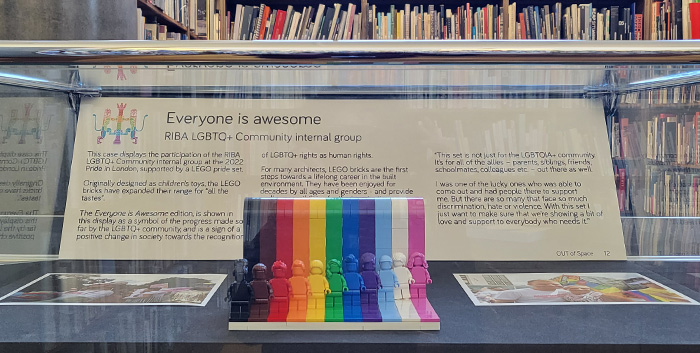 Everyone is awesome
RIBA LGBTQ+ Community internal group
This case displays the participation of the RIBA
LGBTQ+ Community internal group at the 2022
Pride in London, supported by a LEGO pride set.
Originally designed as children's toys, the LEGO
bricks have expanded their range for "all the
tastes".
The Everyone is Awesome edition, is shown in
this display as a symbol of the progress made so
far by the LGBTQ+ community, and is a sign of a
positive change in society towards the recognition
of LGBTQ+ rights as human rights.
For many architects, LEGO bricks are the first
steps towards a lifelong career in the built
environment. They have been enjoyed for
decades by all ages and genders - and provide
"This set is not just for the LGBTQIA+ community.
It's for all of the allies – parents, siblings, friends,
schoolmates, colleagues etc. – out there as well.
I was one of the lucky ones who was able to
come out and had people there to support
me. But there are so many that face so much
discrimination, hate or violence. With this set I
just want to make sure that we're showing a bit of
love and support to everybody who needs it."
OUT of Space 12